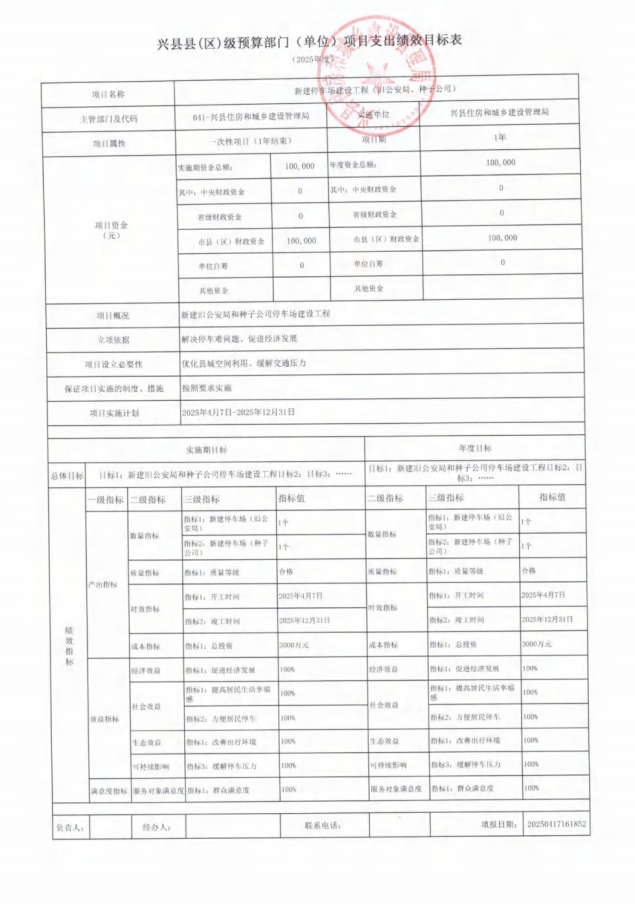 兴县县(区)级预算部门（单位）项目支出绩效目标表
（2025年度）
项目名称 新建停车场建设工程（旧公安局、种子公司）
主管部门及代码 041-兴县住房和城乡建设管理局 实施单位 兴县住房和城乡建设管理局
项目属性 一次性项目（1年结束） 项目期 1年
项目资金（元） 实施期资金总额： 100,000 年度资金总额： 100,000
其中：中央财政资金 0 其中：中央财政资金 0
省级财政资金 0 省级财政资金 0
市县（区）财政资金 100,000 市县（区）财政资金 100,000
单位自筹 0 单位自筹 0
其他资金 其他资金
项目概况 新建旧公安局和种子公司停车场建设工程
立项依据 解决停车难问题、促进经济发展
项目设立必要性 优化县城空间利用、缓解交通压力
保证项目实施的制度、措施 按照要求实施
项目实施计划 2025年4月7日-2025年12月31日
实施期目标 年度目标
总体目标 目标1：新建旧公安局和种子公司停车场建设工程目标2：目标3：…… 目标1：新建旧公安局和种子公司停车场建设工程目标2：目标3：……
绩效指标 一级指标 二级指标 三级指标 指标值 二级指标 三级指标 指标值
产出指标 数量指标 指标1：新建停车场（旧公安局） 1个 数量指标 指标1：新建停车场（旧公安局） 1个
指标2：新建停车场（种子公司） 1个 指标2：新建停车场（种子公司） 1个
质量指标 指标1：质量等级 合格 质量指标 指标1：质量等级 合格
时效指标 指标1：开工时间 2025年4月7日 时效指标 指标1：开工时间 2025年4月7日
指标2：竣工时间 2025年12月31日 指标2：竣工时间 2025年12月31日
成本指标 指标1：总投资 3000万元 成本指标 指标1：总投资 3000万元
效益指标 经济效益 指标1：促进经济发展 100% 经济效益 指标1：促进经济发展 100%
社会效益 指标1：提高居民生活幸福感 100% 社会效益 指标1：提高居民生活幸福感 100%
指标2：方便居民停车 100% 指标2：方便居民停车 100%
生态效益 指标1：改善出行环境 100% 生态效益 指标1：改善出行环境 100%
可持续影响 指标3：缓解停车压力 100% 可持续影响 指标3：缓解停车压力 100%
满意度指标 服务对象满意度 指标1：群众满意度 100% 服务对象满意度 指标1：群众满意度 100%
负责人： 经办人： 联系电话： 填报日期： 20250417161852